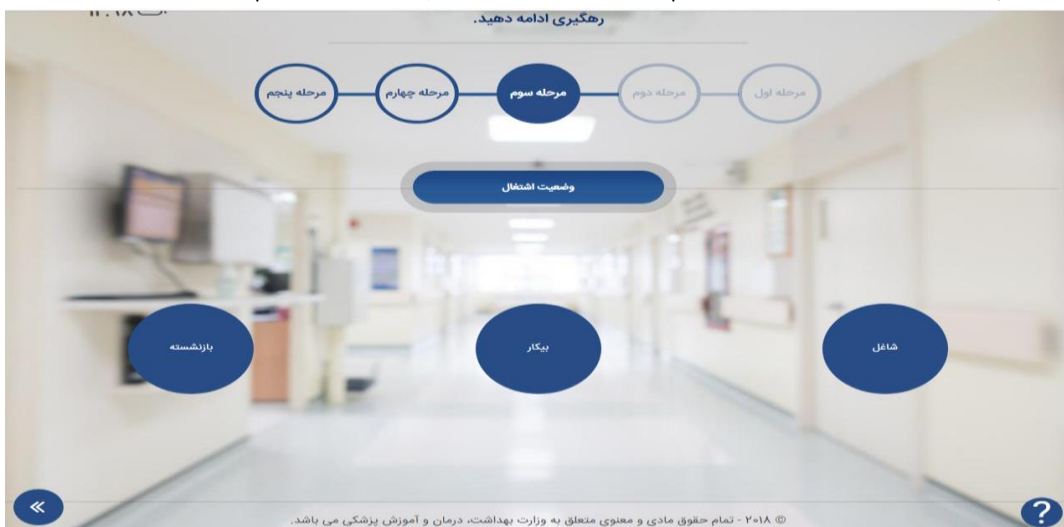 رهگیری ادامه دهید.
مرحله اول
مرحله دوم
مرحله سوم
مرحله چهارم
مرحله پنجم
وضعیت اشتغال
شاغل
بیکار
بازنشسته
«
?
© ۲۰۱۸ - تمام حقوق مادی و معنوی متعلق به وزارت بهداشت، درمان و آموزش پزشکی می باشد.